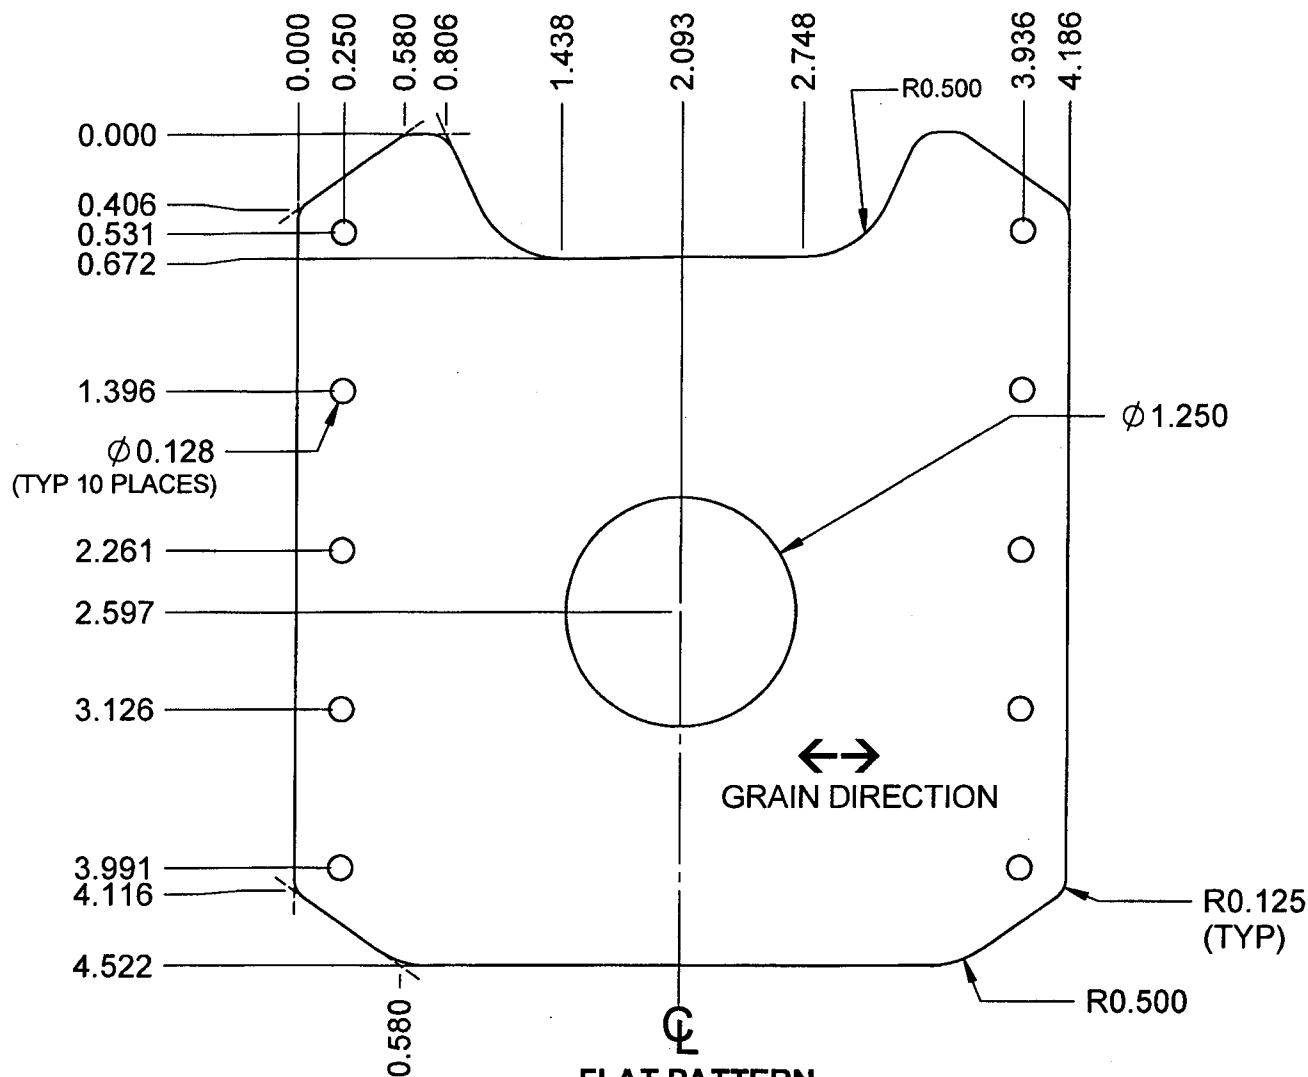 0.000
0.250
0.580
0.806
1.438
2.093
2.748
3.936
4.186
R0.500
0.000
0.406
0.531
0.672
1.396
Ø 0.128
(TYP 10 PLACES)
Ø 1.250
2.261
2.597
3.126
GRAIN DIRECTION
3.991
4.116
R0.125
(TYP)
4.522
R0.500
0.580
℄
FLAT PATTERN